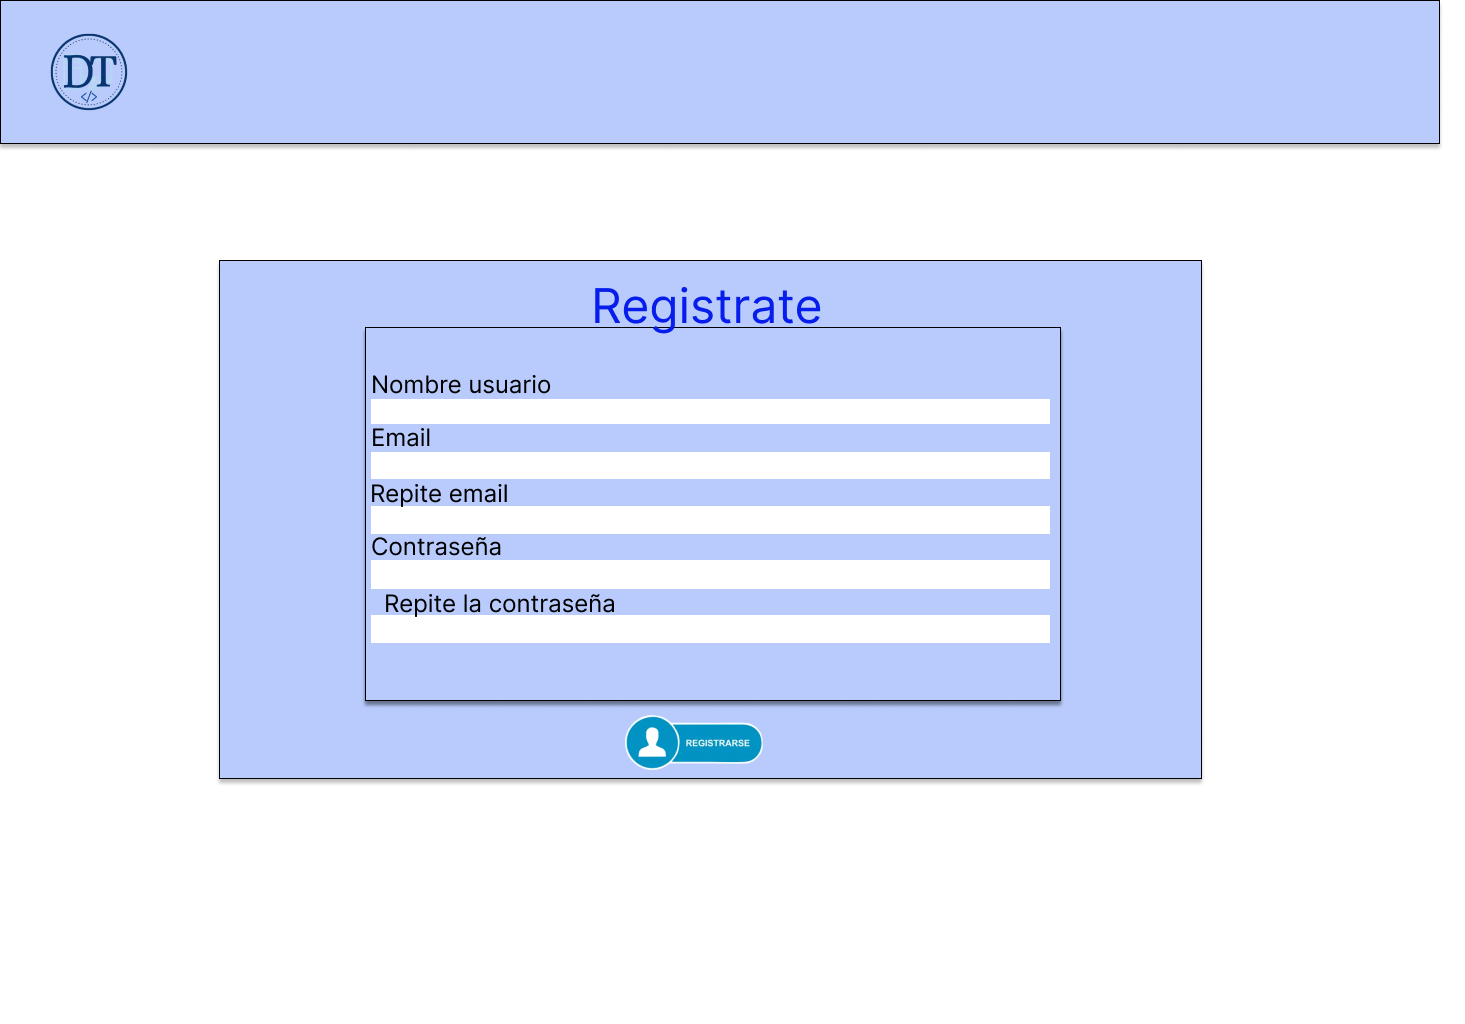 DT
</>
Registrate
Nombre usuario
Email
Repite email
Contraseña
Repite la contraseña
REGISTRARSE